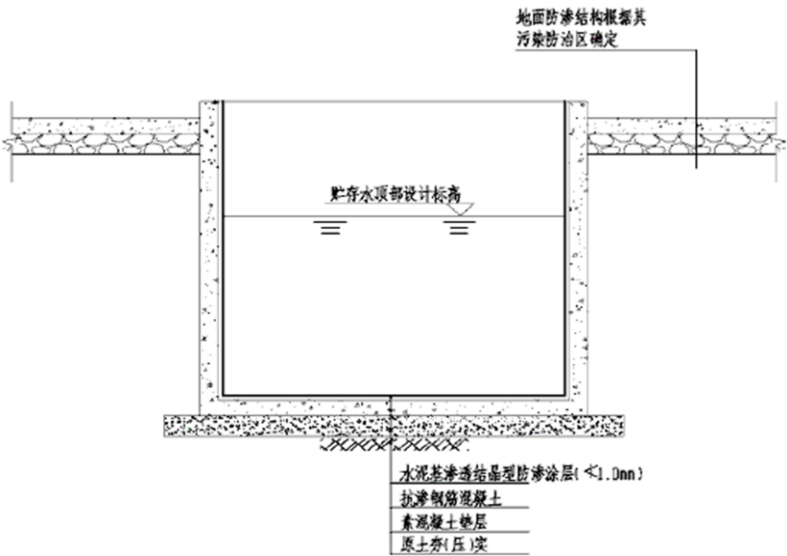 地面防渗结构根据其
污染防治区确定
贮存水顶部设计标高
水泥基渗透结晶型防渗涂层(≮1.0mm)
抗渗钢筋混凝土
素混凝土垫层
原土夯(压)实